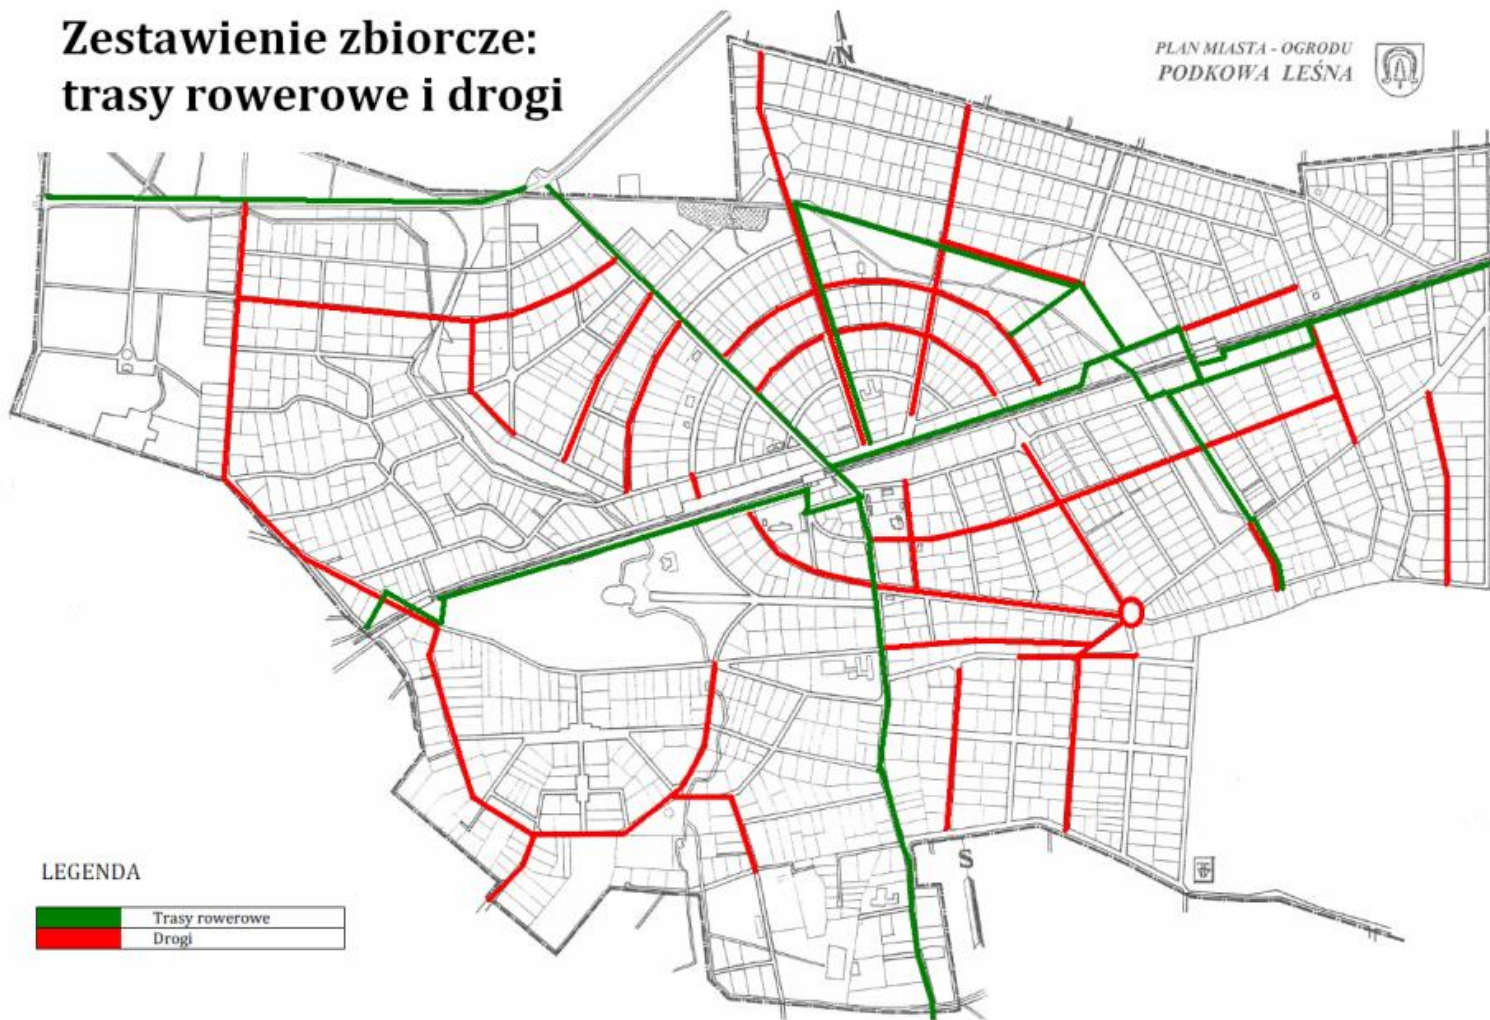 Zestawienie zbiorcze:
trasy rowerowe i drogi
PLAN MIASTA - OGRODU
PODKOWA LEŚNA
N
S
LEGENDA
Trasy rowerowe
Drogi